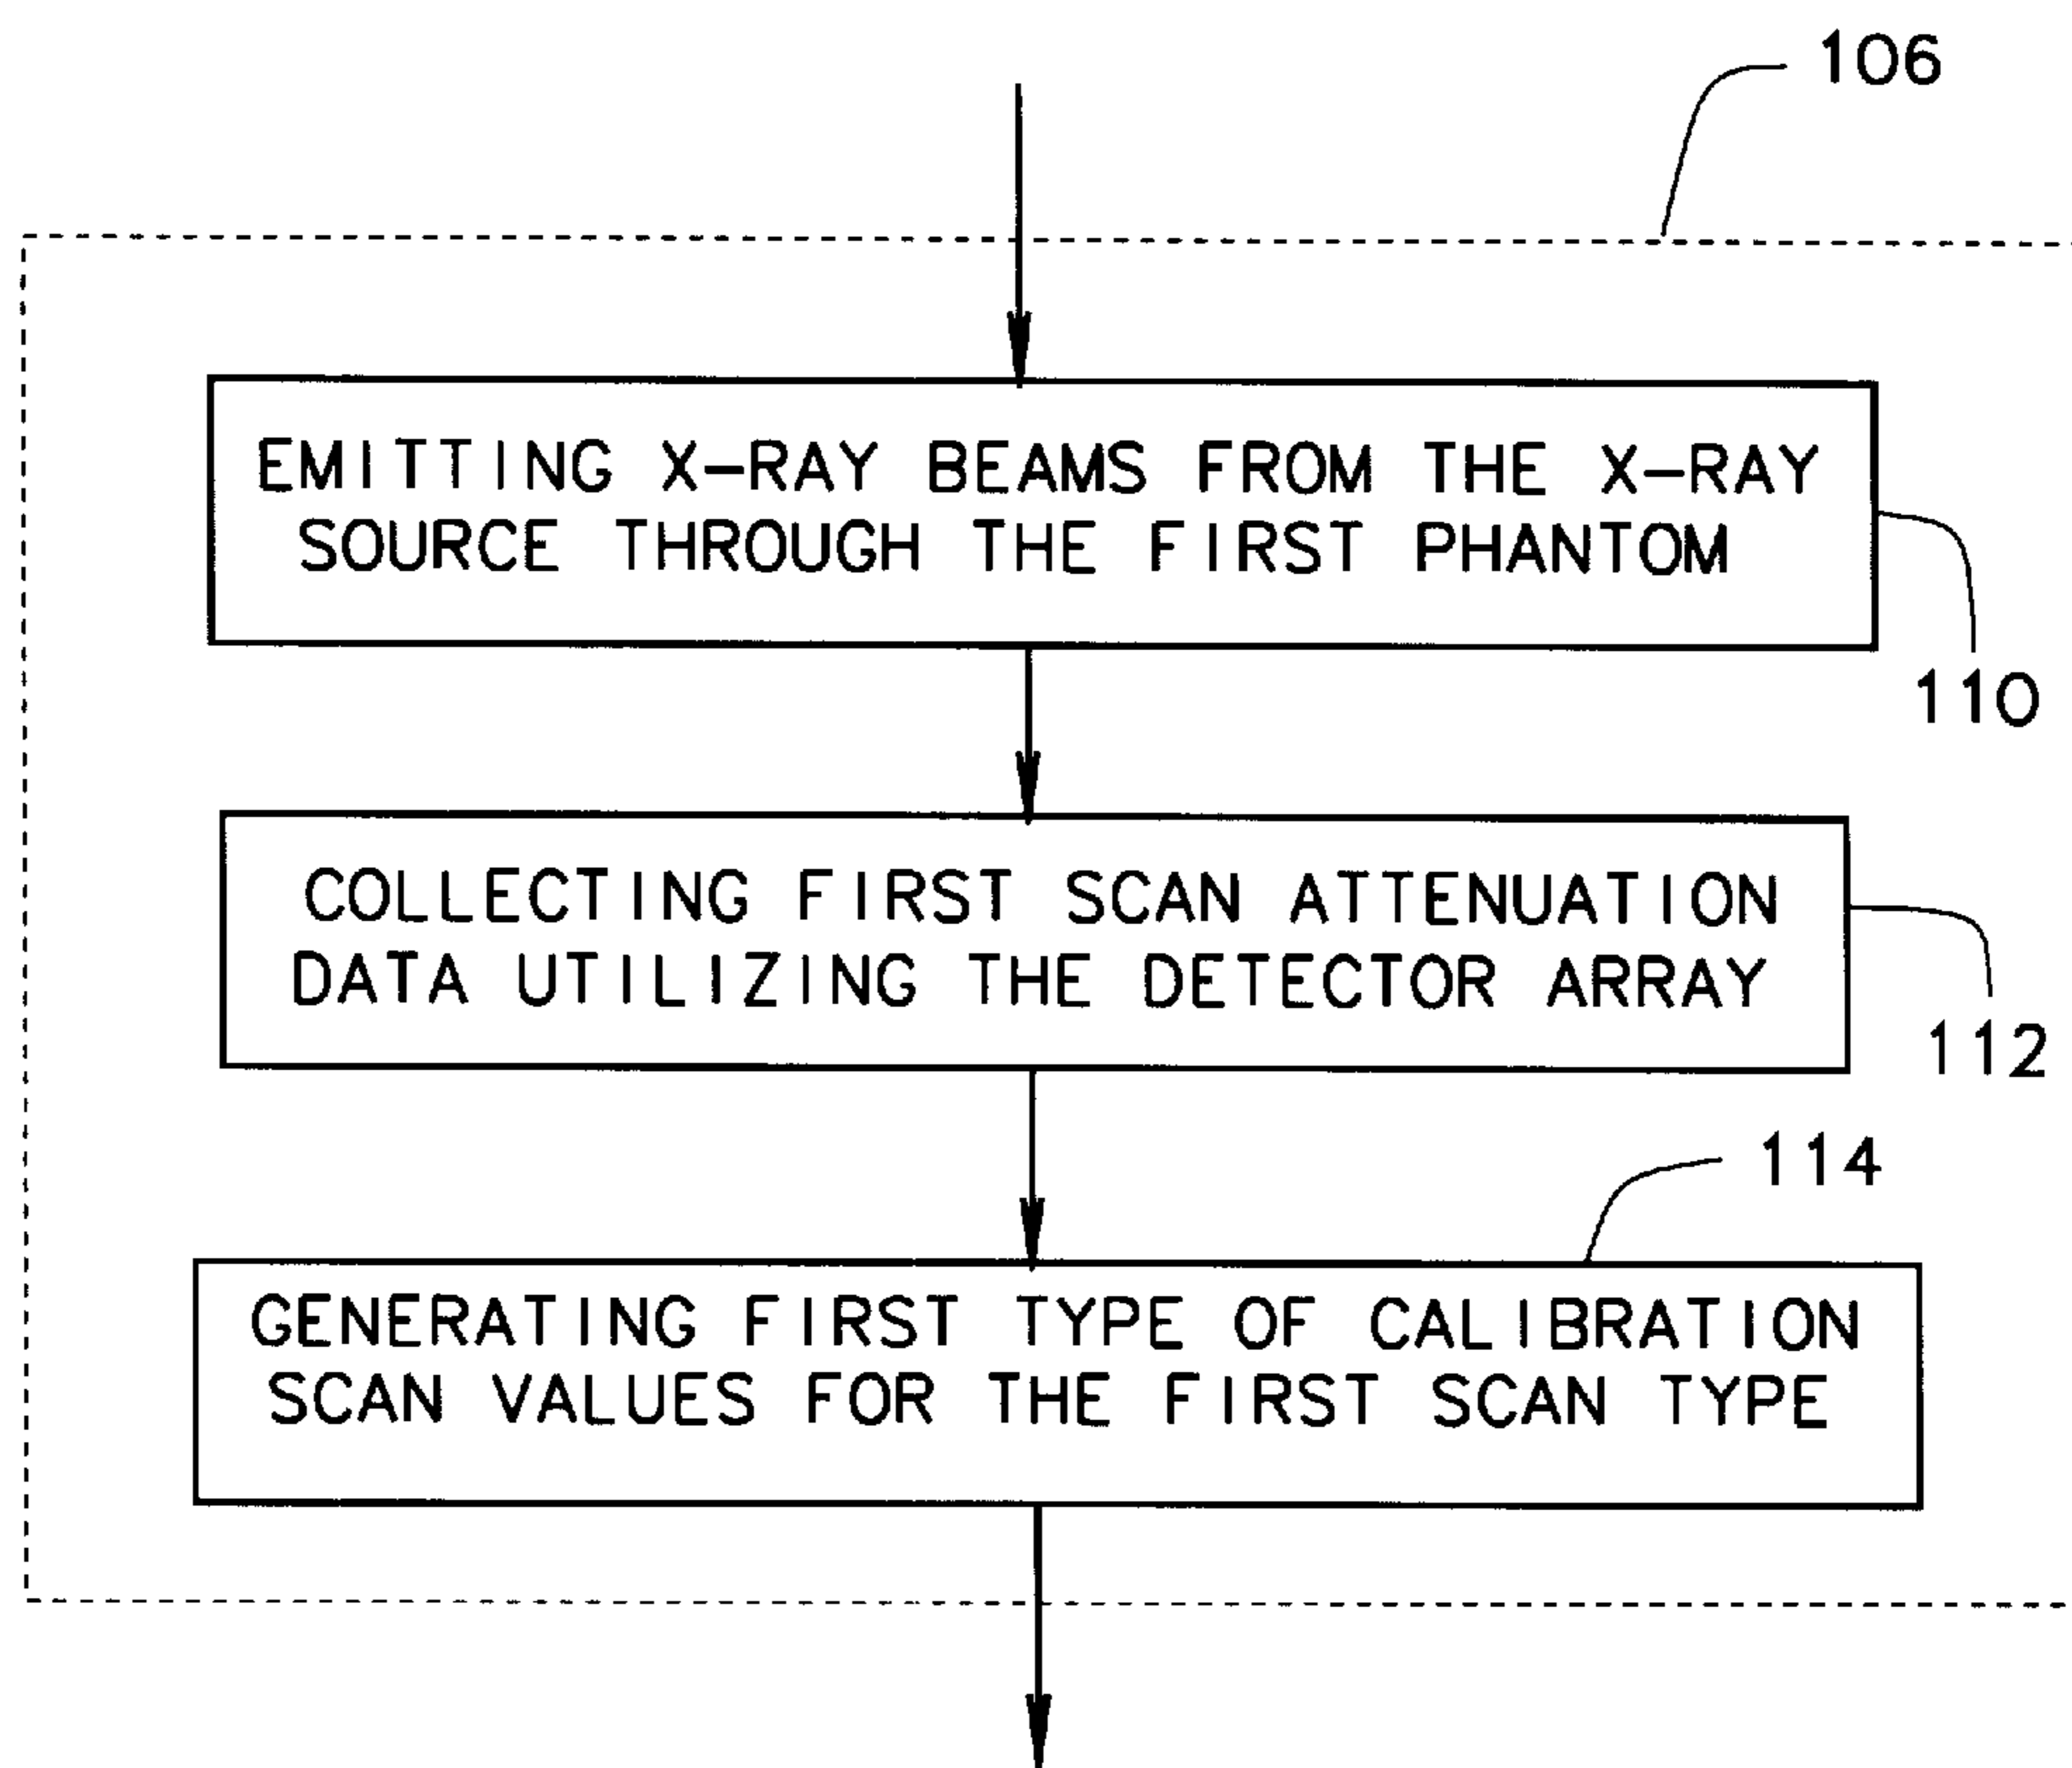 106
EMITTING X-RAY BEAMS FROM THE X-RAY
SOURCE THROUGH THE FIRST PHANTOM
110
COLLECTING FIRST SCAN ATTENUATION
DATA UTILIZING THE DETECTOR ARRAY
112
114
GENERATING FIRST TYPE OF CALIBRATION
SCAN VALUES FOR THE FIRST SCAN TYPE